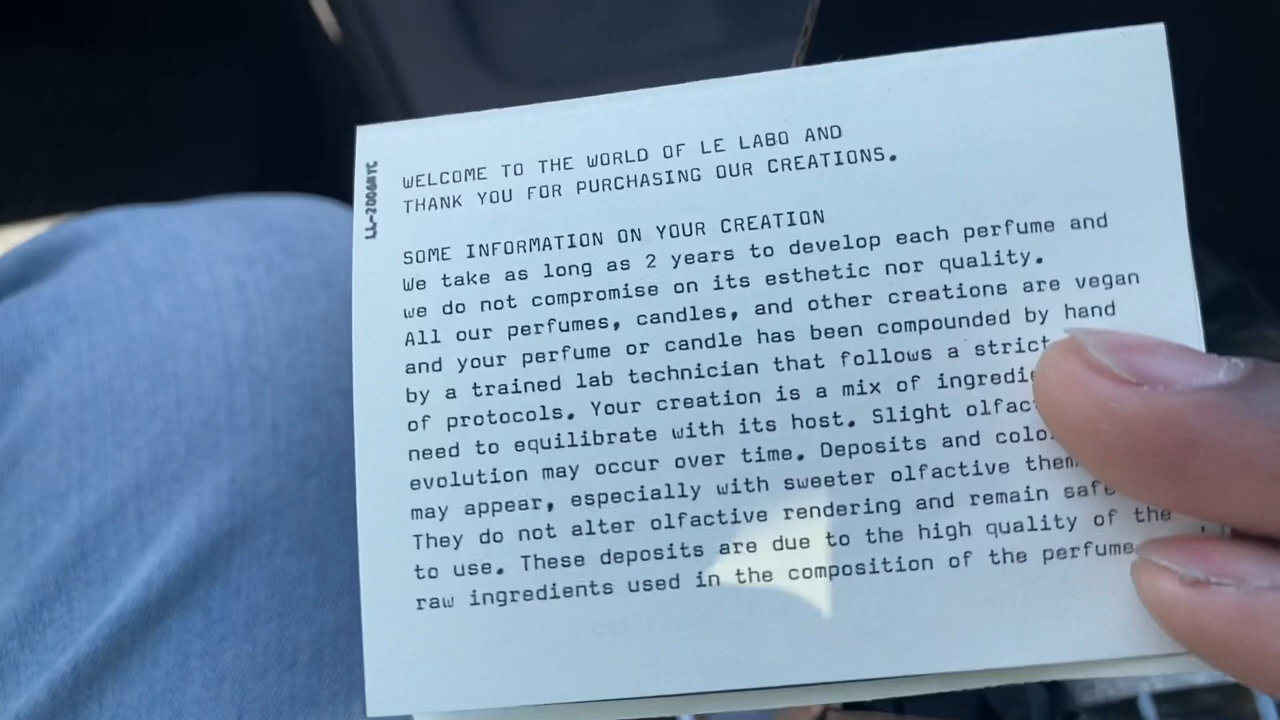 LL-2006NYC
WELCOME TO THE WORLD OF LE LABO AND
THANK YOU FOR PURCHASING OUR CREATIONS.
SOME INFORMATION ON YOUR CREATION
We take as long as 2 years to develop each perfume and
we do not compromise on its esthetic nor quality.
All our perfumes, candles, and other creations are vegan
and your perfume or candle has been compounded by hand
by a trained lab technician that follows a strict
of protocols. Your creation is a mix of
need to equilibrate with its host. Slight
evolution may occur over time. Deposits and
may appear, especially with sweeter olfactive
They do not alter olfactive rendering and remain safe
to use. These deposits are due to the high quality of the
raw ingredients used in the composition of the perfume